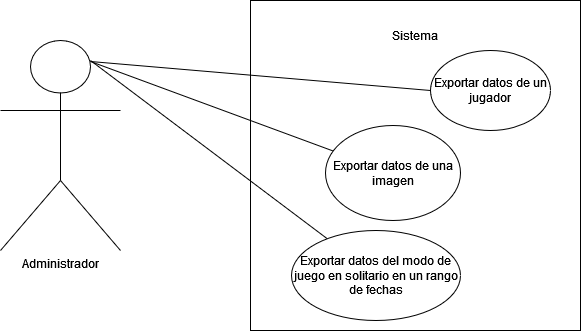 Sistema
Exportar datos de un
jugador
Exportar datos de una
imagen
Exportar datos del modo de
juego en solitario en un rango
de fechas
Administrador